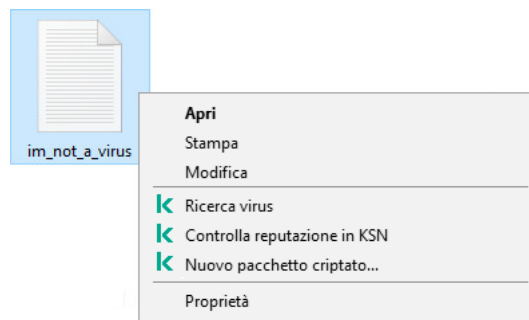 im_not_a_virus
Apri
Stampa
Modifica
Ricerca virus
Controlla reputazione in KSN
Nuovo pacchetto criptato...
Proprietà